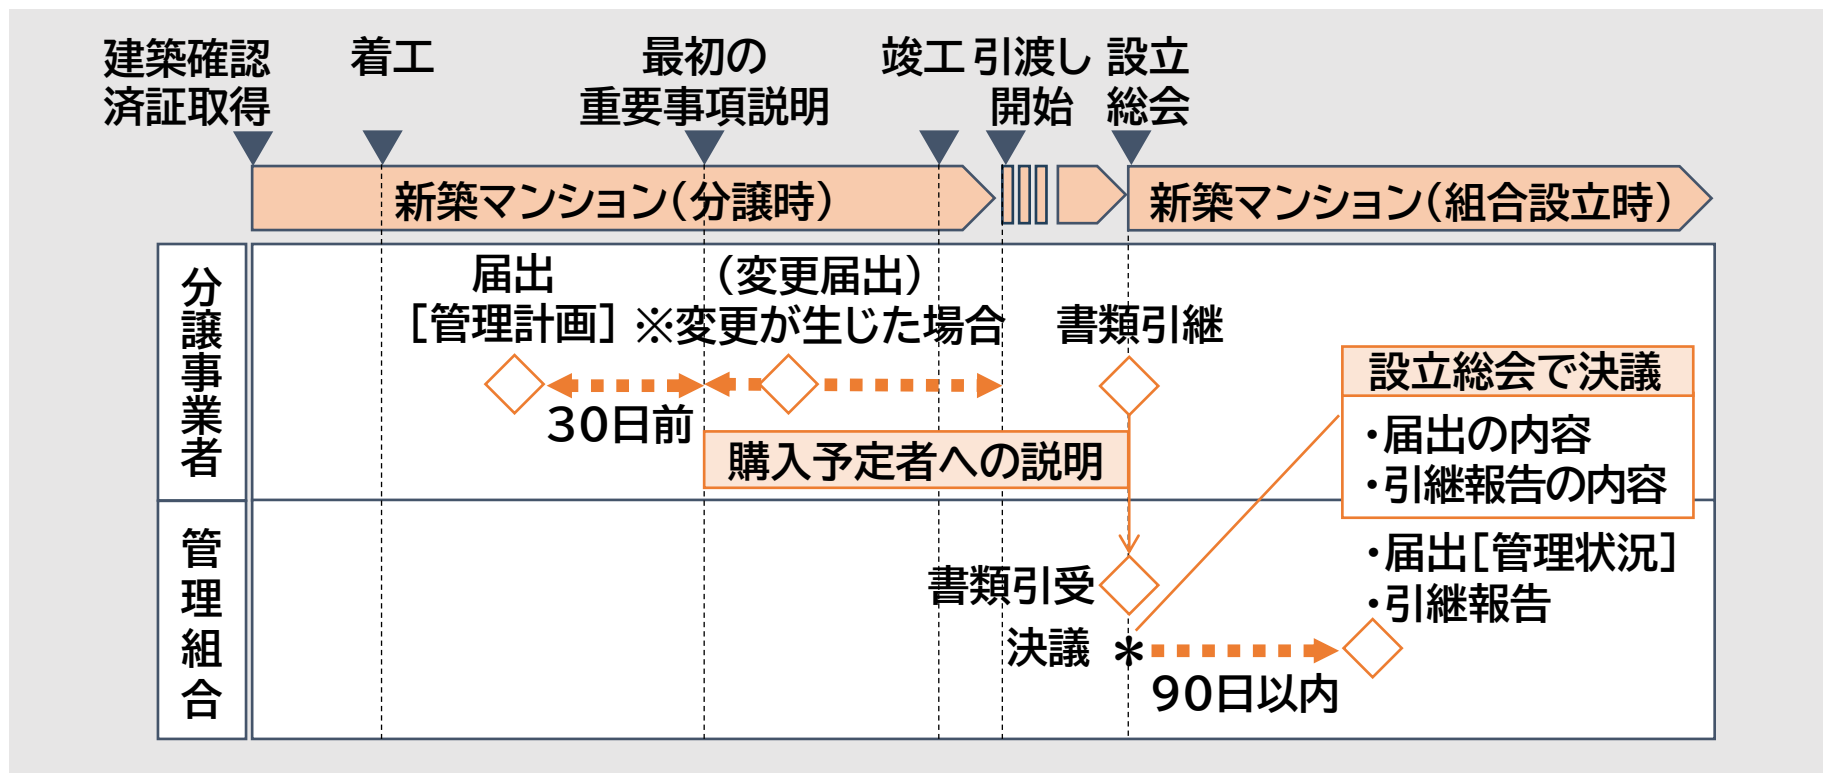 建築確認
済証取得
着工
最初の
重要事項説明
竣工
引渡し
開始
設立
総会
新築マンション（分譲時）
新築マンション（組合設立時）
分譲事業者
届出
［管理計画］
（変更届出）
※変更が生じた場合
書類引継
30日前
購入予定者への説明
設立総会で決議
・届出の内容
・引継報告の内容
管理組合
書類引受
決議 *
90日以内
・届出［管理状況］
・引継報告